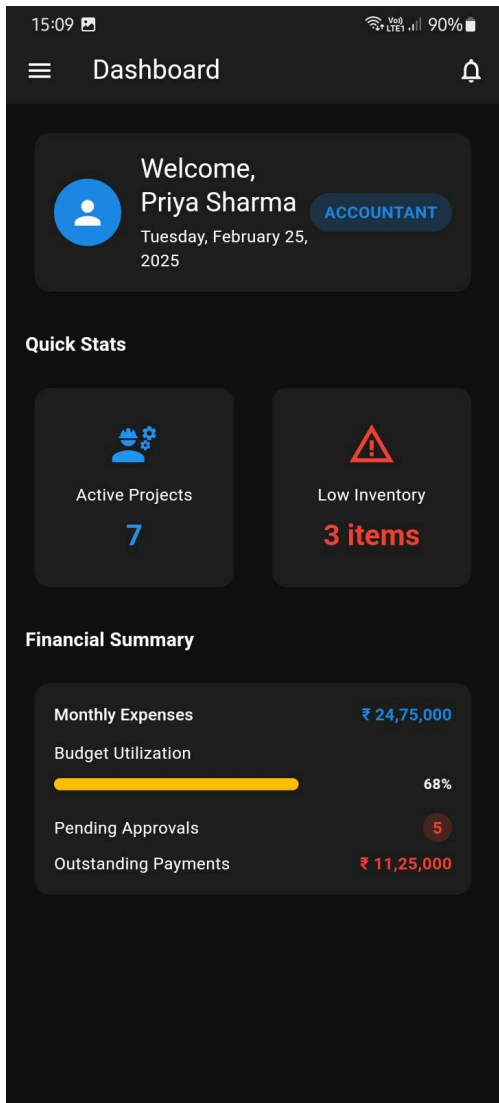 15:09 Vo)) LTE1 90%
Dashboard
Welcome,
Priya Sharma
ACCOUNTANT
Tuesday, February 25,
2025
Quick Stats
Active Projects
7
Low Inventory
3 items
Financial Summary
Monthly Expenses ₹ 24,75,000
Budget Utilization
68%
Pending Approvals 5
Outstanding Payments ₹ 11,25,000